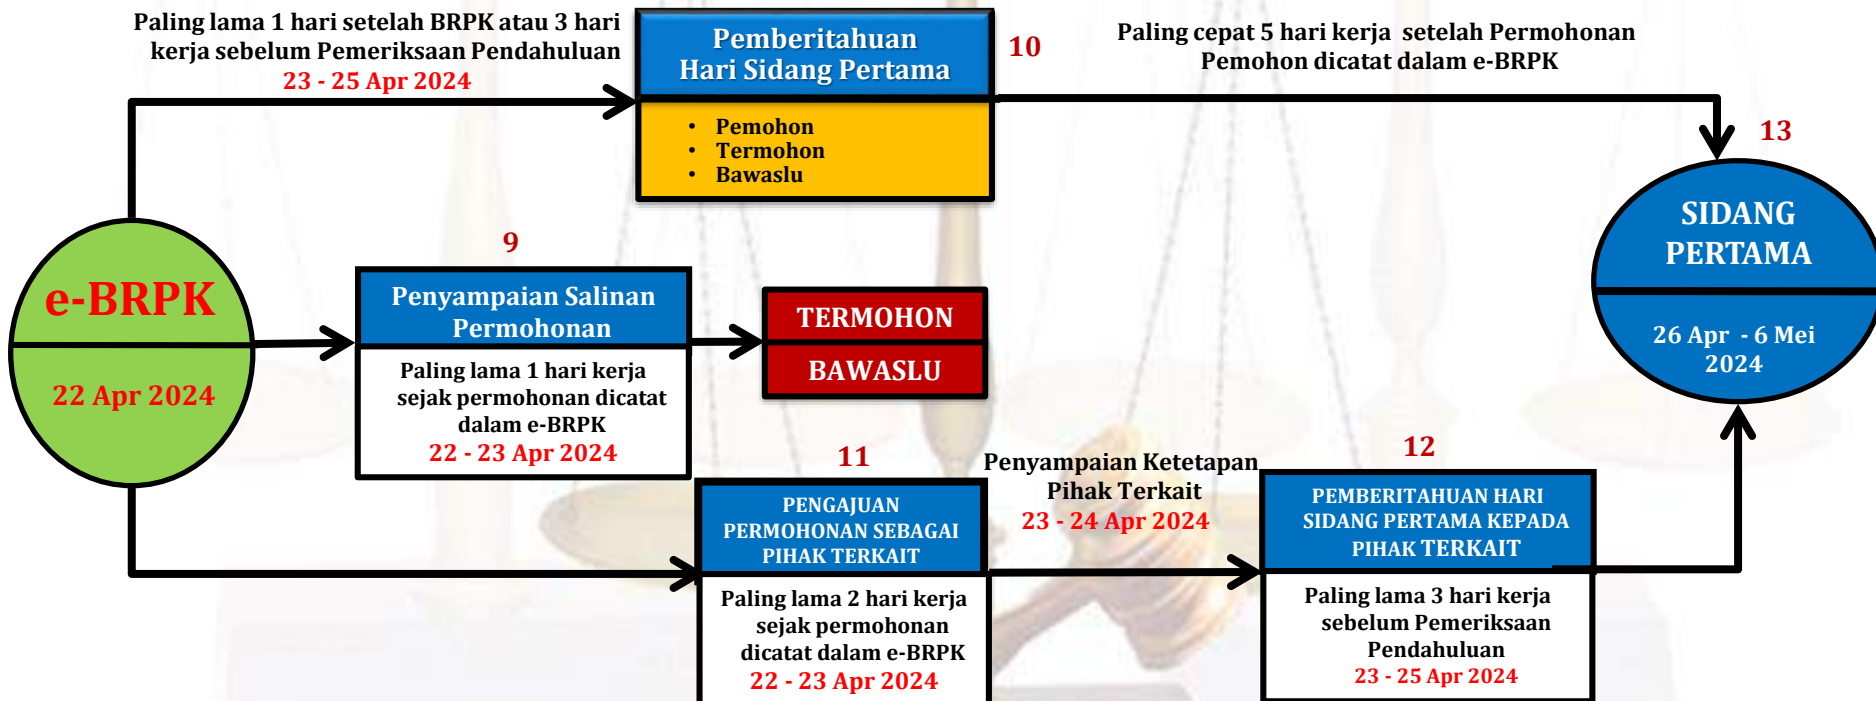 Paling lama 1 hari setelah BRPK atau 3 hari
kerja sebelum Pemeriksaan Pendahuluan
23 - 25 Apr 2024
Pemberitahuan
Hari Sidang Pertama
10
• Pemohon
• Termohon
• Bawaslu
Paling cepat 5 hari kerja setelah Permohonan
Pemohon dicatat dalam e-BRPK
13
SIDANG
PERTAMA
26 Apr - 6 Mei
2024
e-BRPK
22 Apr 2024
9
Penyampaian Salinan
Permohonan
Paling lama 1 hari kerja
sejak permohonan dicatat
dalam e-BRPK
22 - 23 Apr 2024
TERMOHON
BAWASLU
11
PENGAJUAN
PERMOHONAN SEBAGAI
PIHAK TERKAIT
Paling lama 2 hari kerja
sejak permohonan
dicatat dalam e-BRPK
22 - 23 Apr 2024
Penyampaian Ketetapan
Pihak Terkait
23 - 24 Apr 2024
12
PEMBERITAHUAN HARI
SIDANG PERTAMA KEPADA
PIHAK TERKAIT
Paling lama 3 hari kerja
sebelum Pemeriksaan
Pendahuluan
23 - 25 Apr 2024